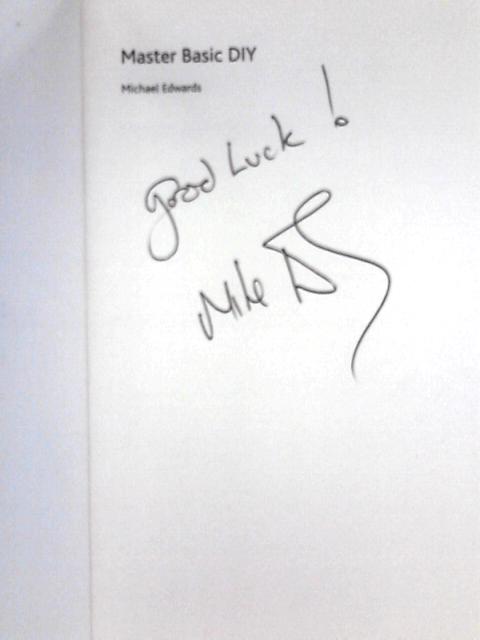 Master Basic DIY
Michael Edwards
Good Luck !
Mike